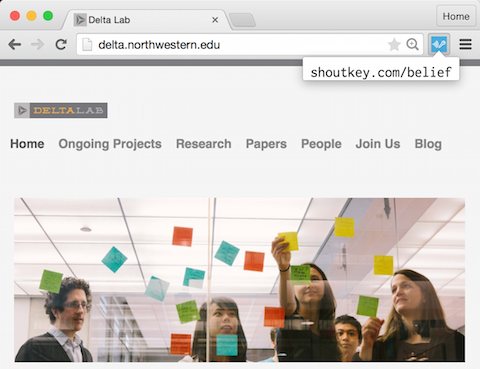 Delta Lab
Home
delta.northwestern.edu
shoutkey.com/belief
DELTALAB
Home Ongoing Projects Research Papers People Join Us Blog